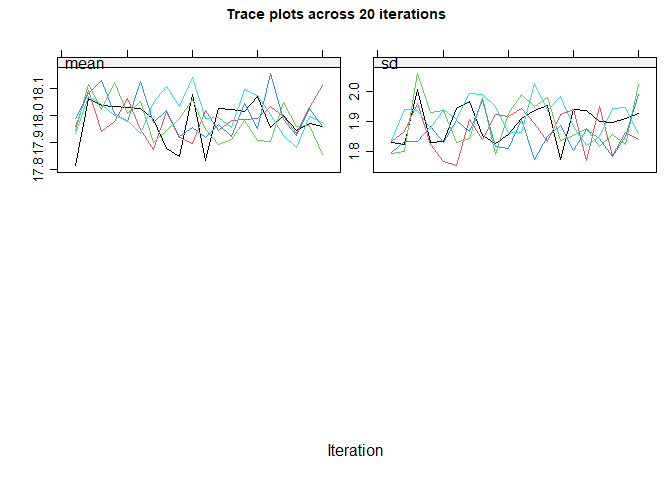 Trace plots across 20 iterations
mean
sd
17.8 17.9 18.0 18.1
1.8 1.9 2.0
Iteration